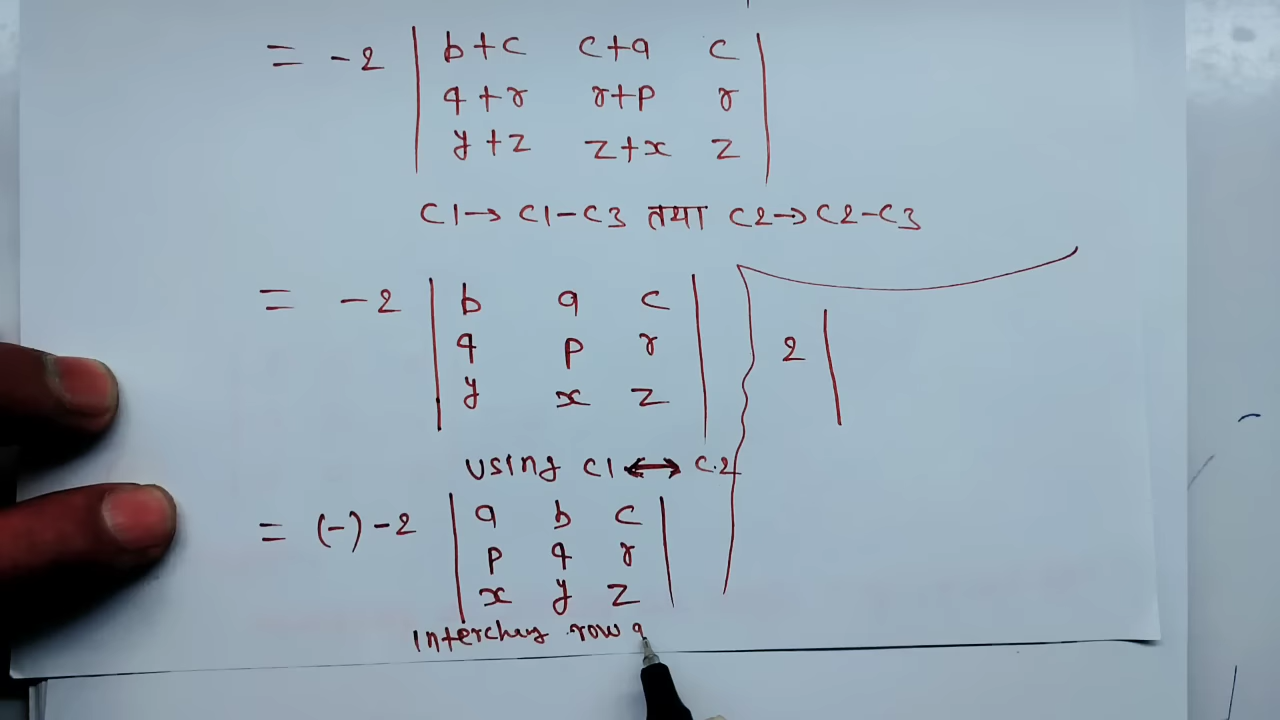 = -2 | b+c c+a c |
| q+r r+p r |
| y+z z+x z |
C1→ C1-C3 तथा C2→C2-C3
= -2 | b a c |
| q p r |
| y x z |
2 |
using C1 ↔ C2
= (-) -2 | a b c |
| p q r |
| x y z |
Interchng row a